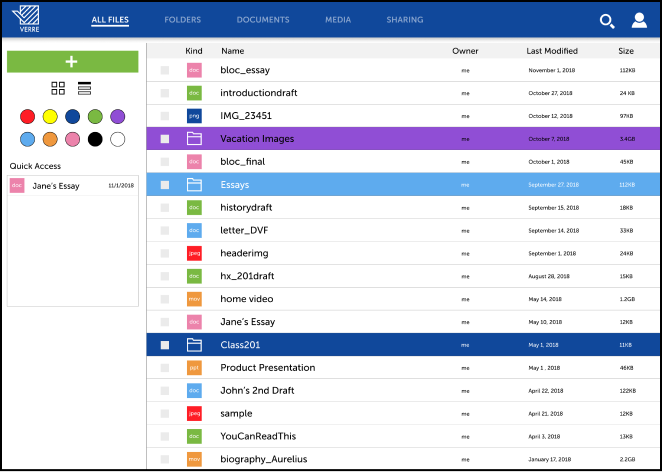 VERRE
ALL FILES FOLDERS DOCUMENTS MEDIA SHARING
+
Quick Access
doc Jane's Essay 11/1/2018
Kind Name Owner Last Modified Size
doc bloc_essay me November 1, 2018 112KB
doc introductiondraft me October 27, 2018 24 KB
png IMG_23451 me October 12, 2018 97KB
Vacation Images me October 7, 2018 3.4GB
doc bloc_final me October 1, 2018 45KB
Essays me September 27, 2018 112KB
doc historydraft me September 15, 2018 18KB
doc letter_DVF me September 14, 2018 33KB
jpeg headerimg me September 1, 2018 24KB
doc hx_201draft me August 28, 2018 15KB
mnv home video me May 14, 2018 1.2GB
doc Jane's Essay me May 10, 2018 12KB
Class201 me May 1, 2018 11KB
ppt Product Presentation me May 1 , 2018 46KB
doc John's 2nd Draft me April 22, 2018 122KB
jpeg sample me April 21, 2018 12KB
doc YouCanReadThis me April 3, 2018 13KB
mnv biography_Aurelius me January 17, 2018 2.2GB